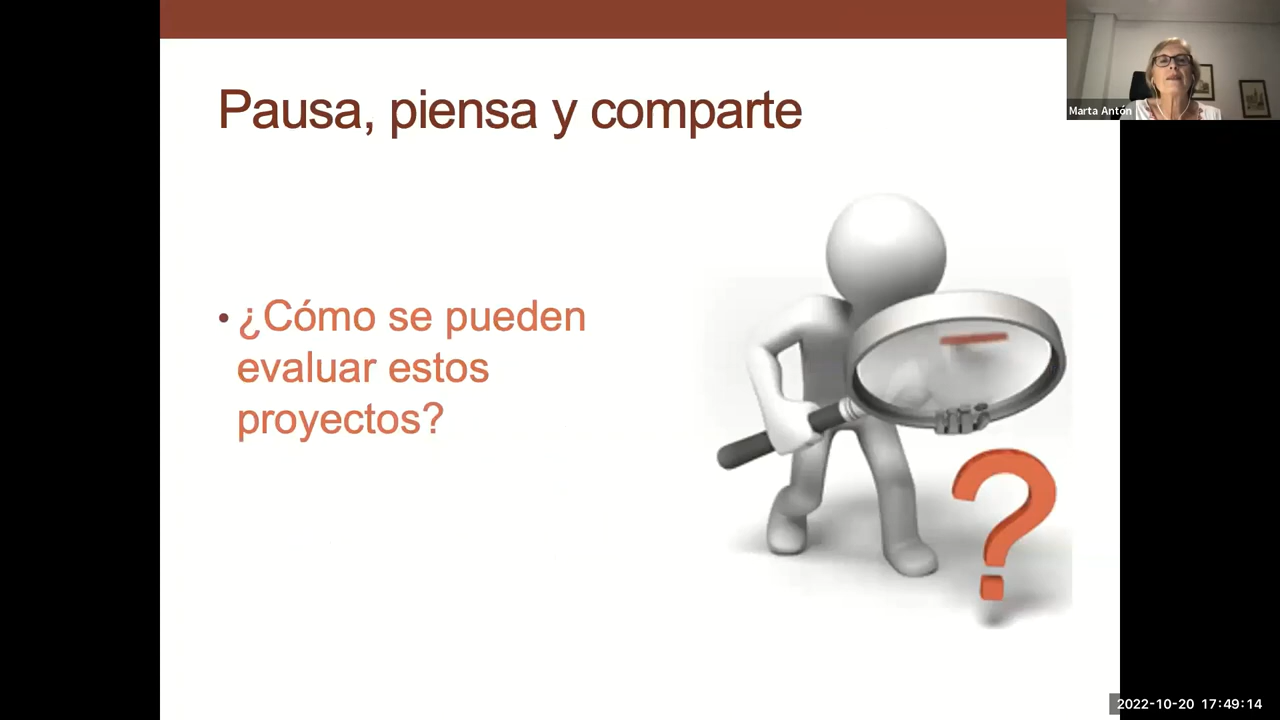 Pausa, piensa y comparte
Marta Antón
• ¿Cómo se pueden
evaluar estos
proyectos?
?
2022-10-20 17:49:14